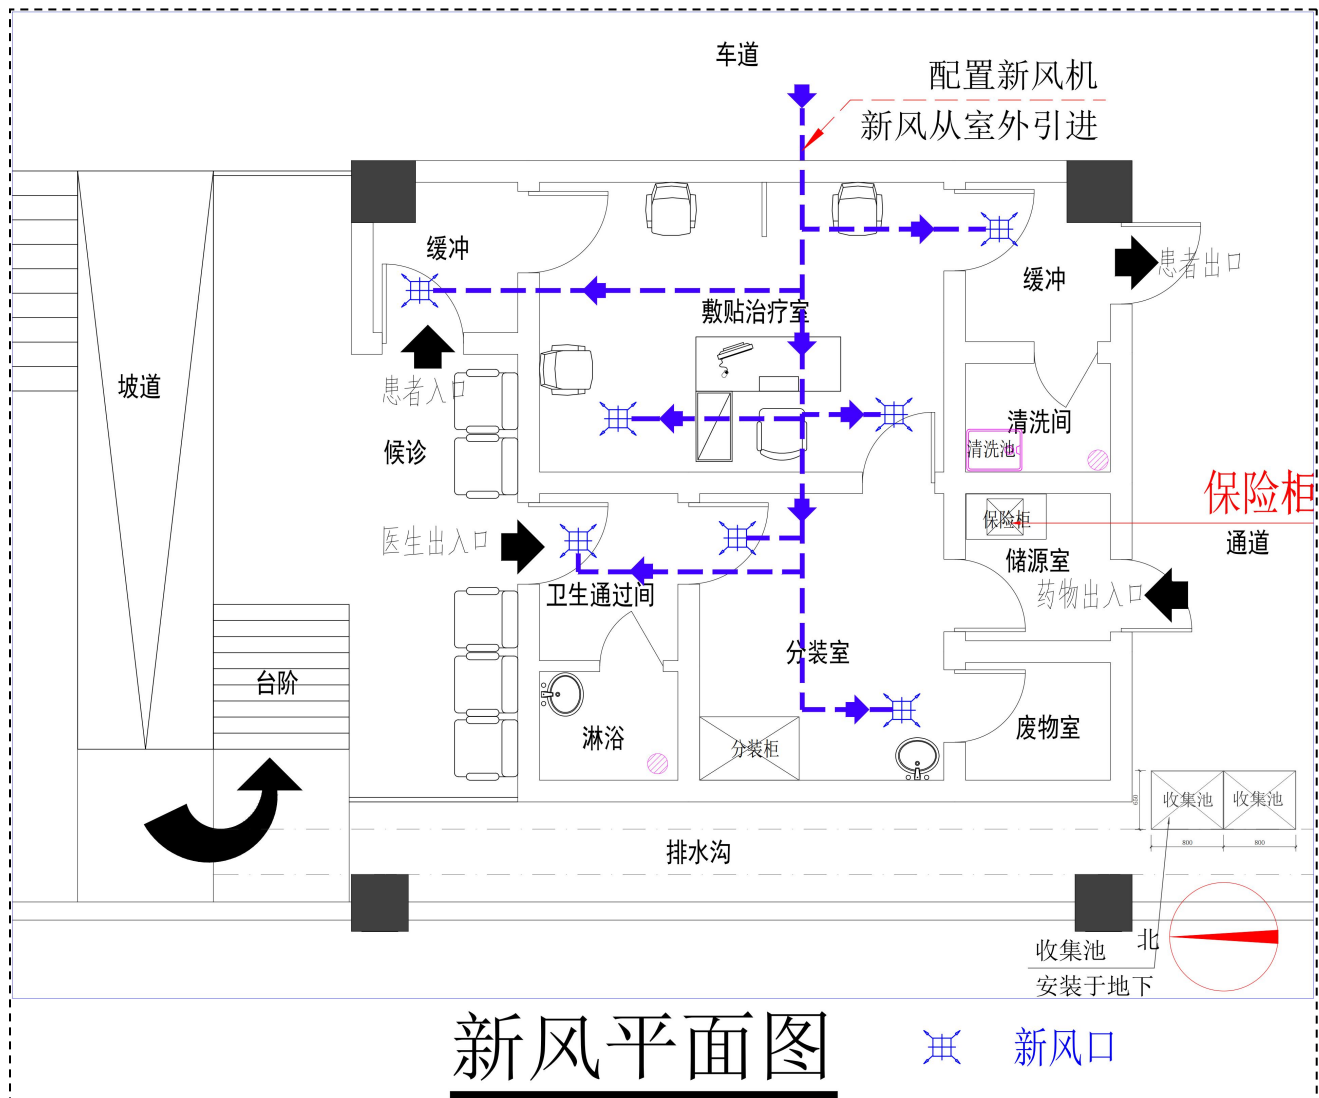 车道
配置新风机
新风从室外引进
缓冲
患者出口
缓冲
敷贴治疗室
坡道
患者入口
清洗间
候诊
清洗池
保险柜
保险柜
医生出入口
通道
储源室
卫生通过间
药物出入口
分装室
台阶
废物室
淋浴
分装柜
收集池
收集池
600
800
800
排水沟
北
收集池
安装于地下
新风平面图
新风口